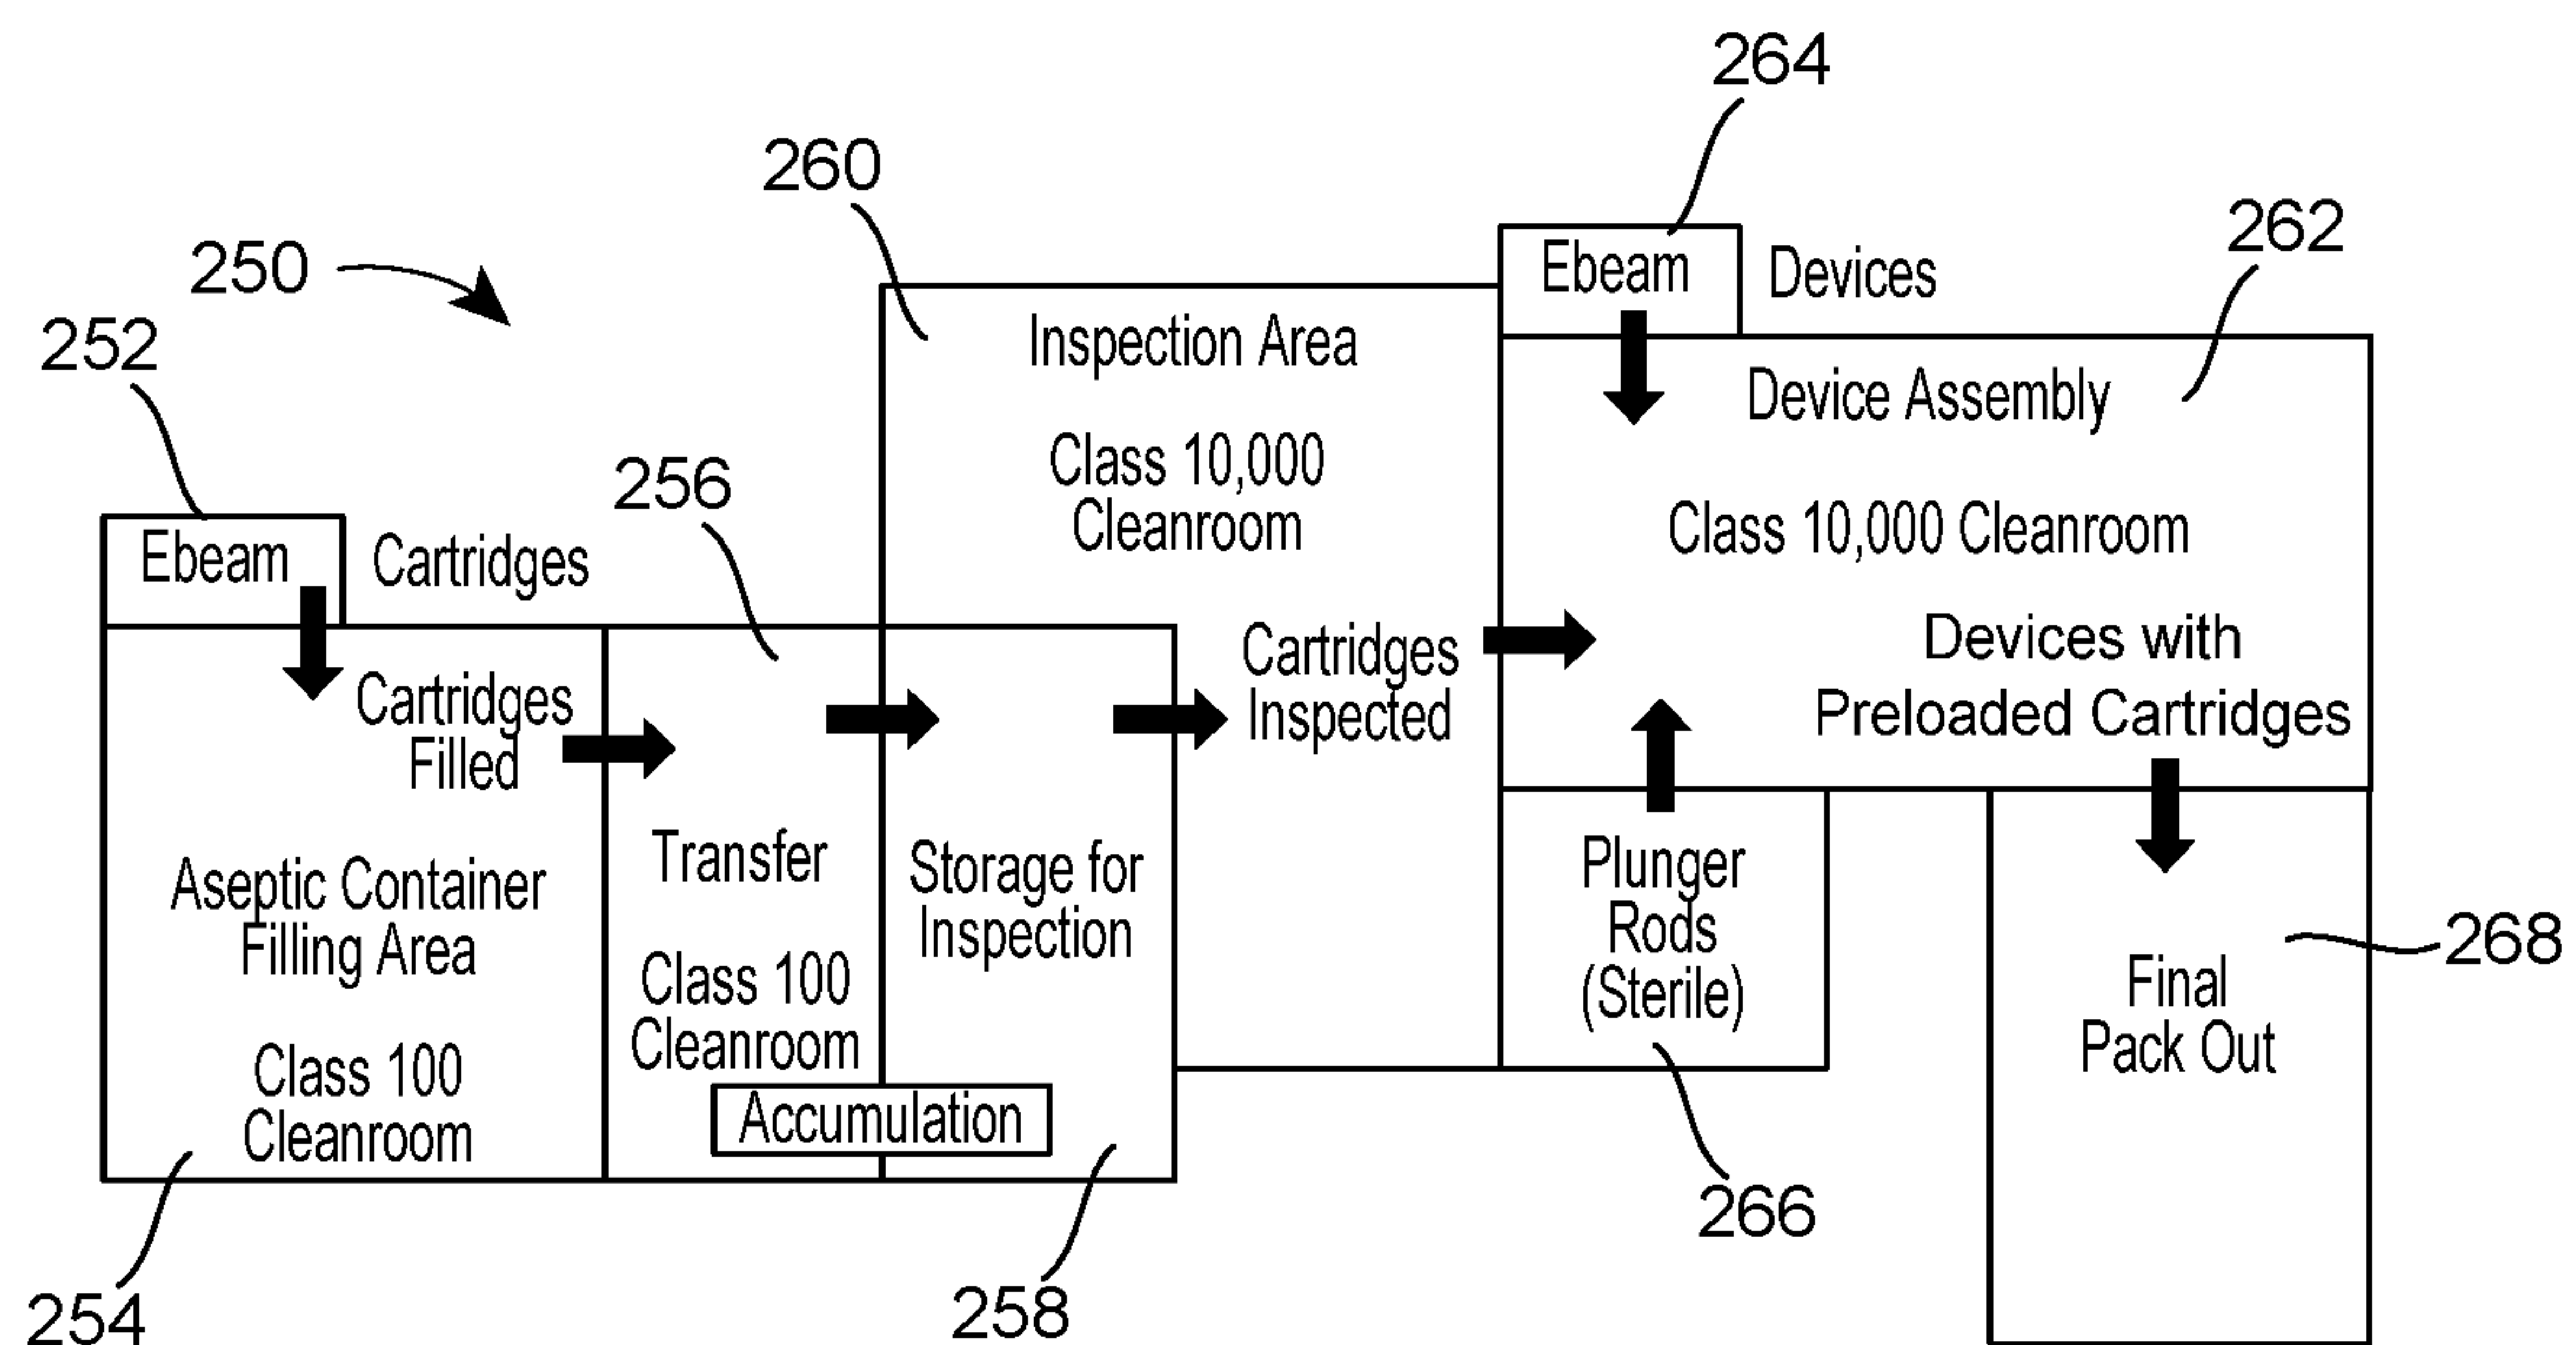 264
260
262
250
Ebeam
Devices
252
Inspection Area
Device Assembly
256
Class 10,000
Cleanroom
Class 10,000 Cleanroom
Ebeam
Cartridges
Cartridges
Filled
Cartridges
Inspected
Devices with
Preloaded Cartridges
Aseptic Container
Filling Area
Transfer
Storage for
Inspection
Plunger
Rods
(Sterile)
Final
Pack Out
268
Class 100
Cleanroom
Class 100
Cleanroom
Accumulation
254
258
266